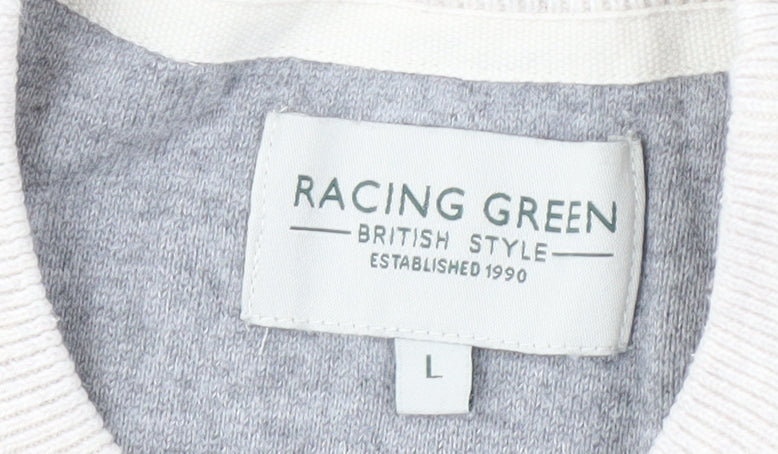 RACING GREEN
BRITISH STYLE
ESTABLISHED 1990
L